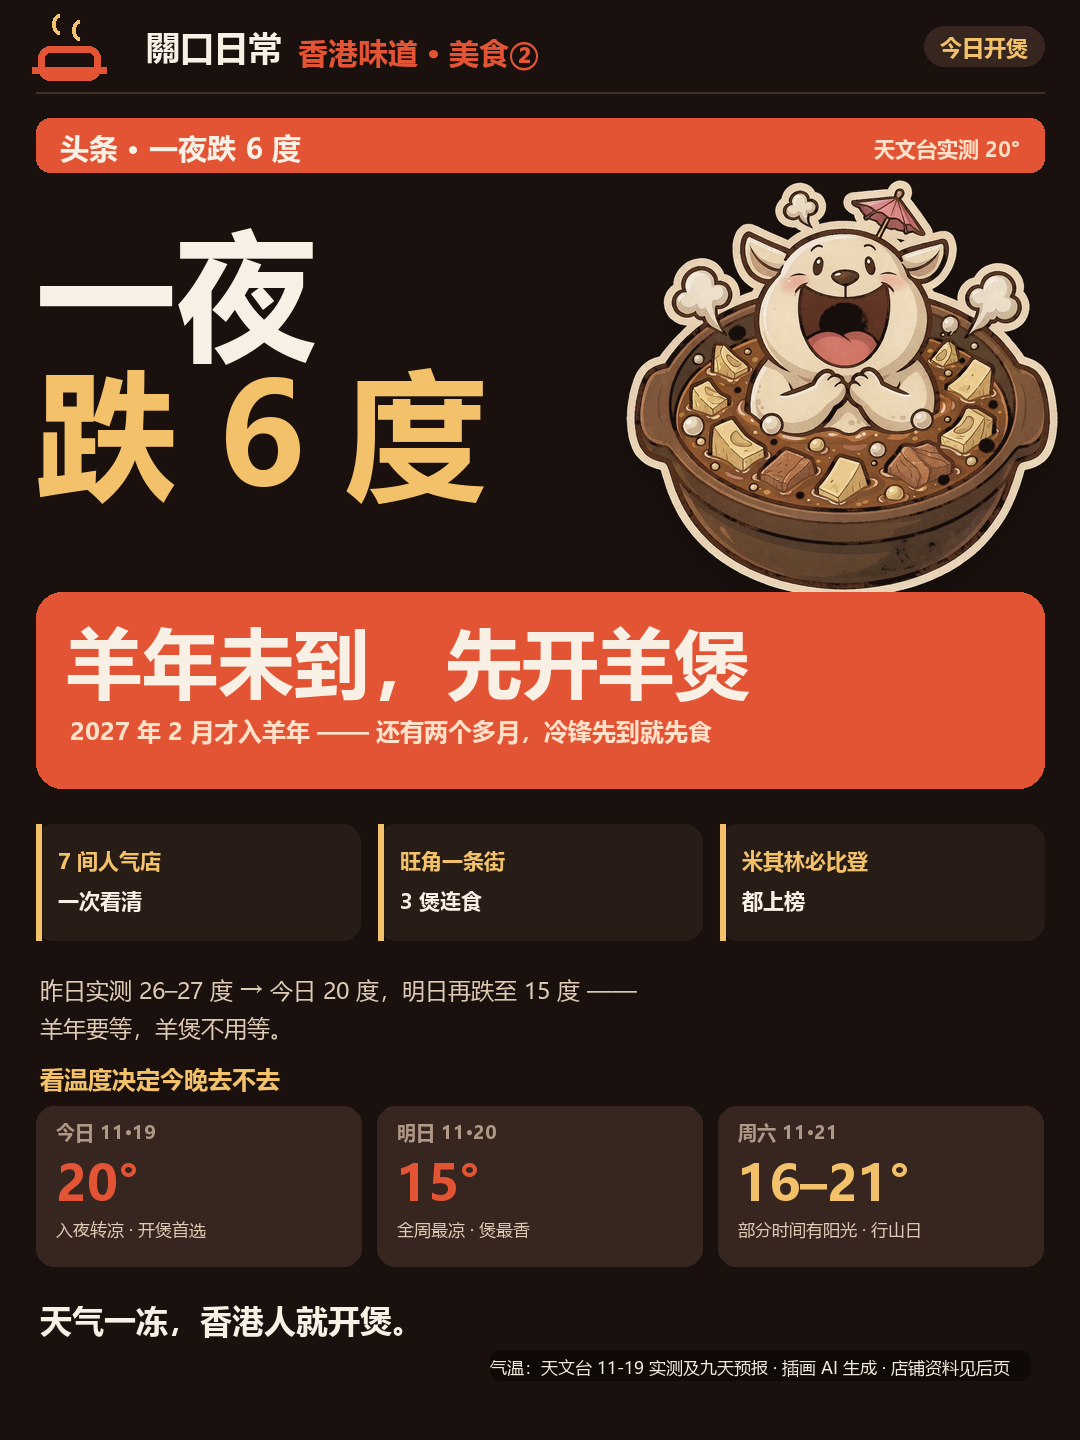 關口日常 香港味道・美食②
今日开煲
头条・一夜跌 6 度
天文台实测 20°
一夜
跌 6 度
羊年未到，先开羊煲
2027 年 2 月才入羊年 —— 还有两个多月，冷锋先到就先食
7 间人气店
一次看清
旺角一条街
3 煲连食
米其林必比登
都上榜
昨日实测 26–27 度 → 今日 20 度，明日再跌至 15 度 ——
羊年要等，羊煲不用等。
看温度决定今晚去不去
今日 11•19
20°
入夜转凉 · 开煲首选
明日 11•20
15°
全周最凉 · 煲最香
周六 11•21
16–21°
部分时间有阳光 · 行山日
天气一冻，香港人就开煲。
气温：天文台 11-19 实测及九天预报 · 插画 AI 生成 · 店铺资料见后页